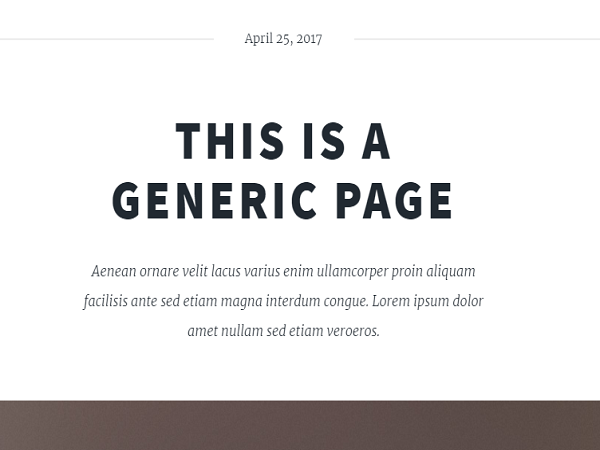 April 25, 2017
THIS IS A
GENERIC PAGE
Aenean ornare velit lacus varius enim ullamcorper proin aliquam
facilisis ante sed etiam magna interdum congue. Lorem ipsum dolor
amet nullam sed etiam veroeros.